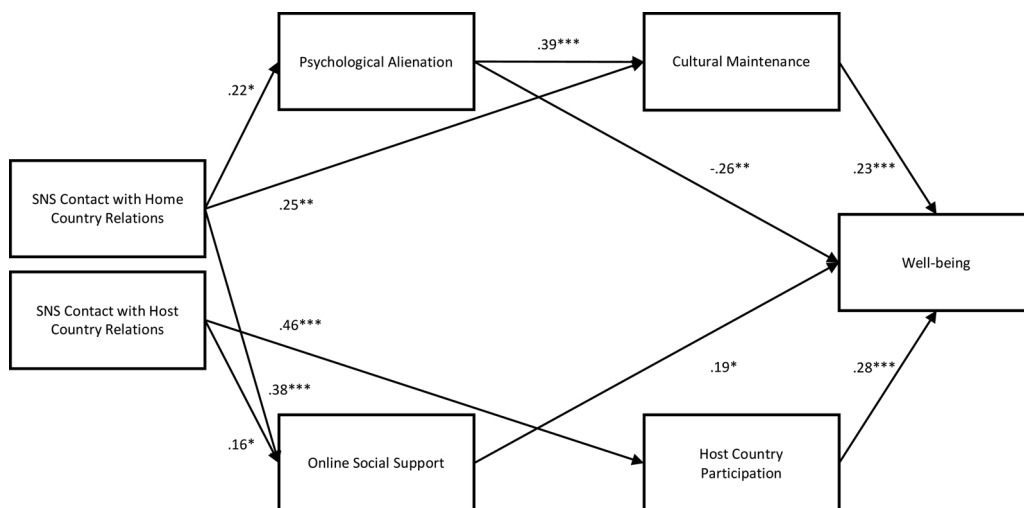 Psychological Alienation
.39***
Cultural Maintenance
.22*
-.26**
.23***
SNS Contact with Home
Country Relations
.25**
Well-being
SNS Contact with Host
Country Relations
.46***
.19*
.28***
.38***
.16*
Online Social Support
Host Country
Participation